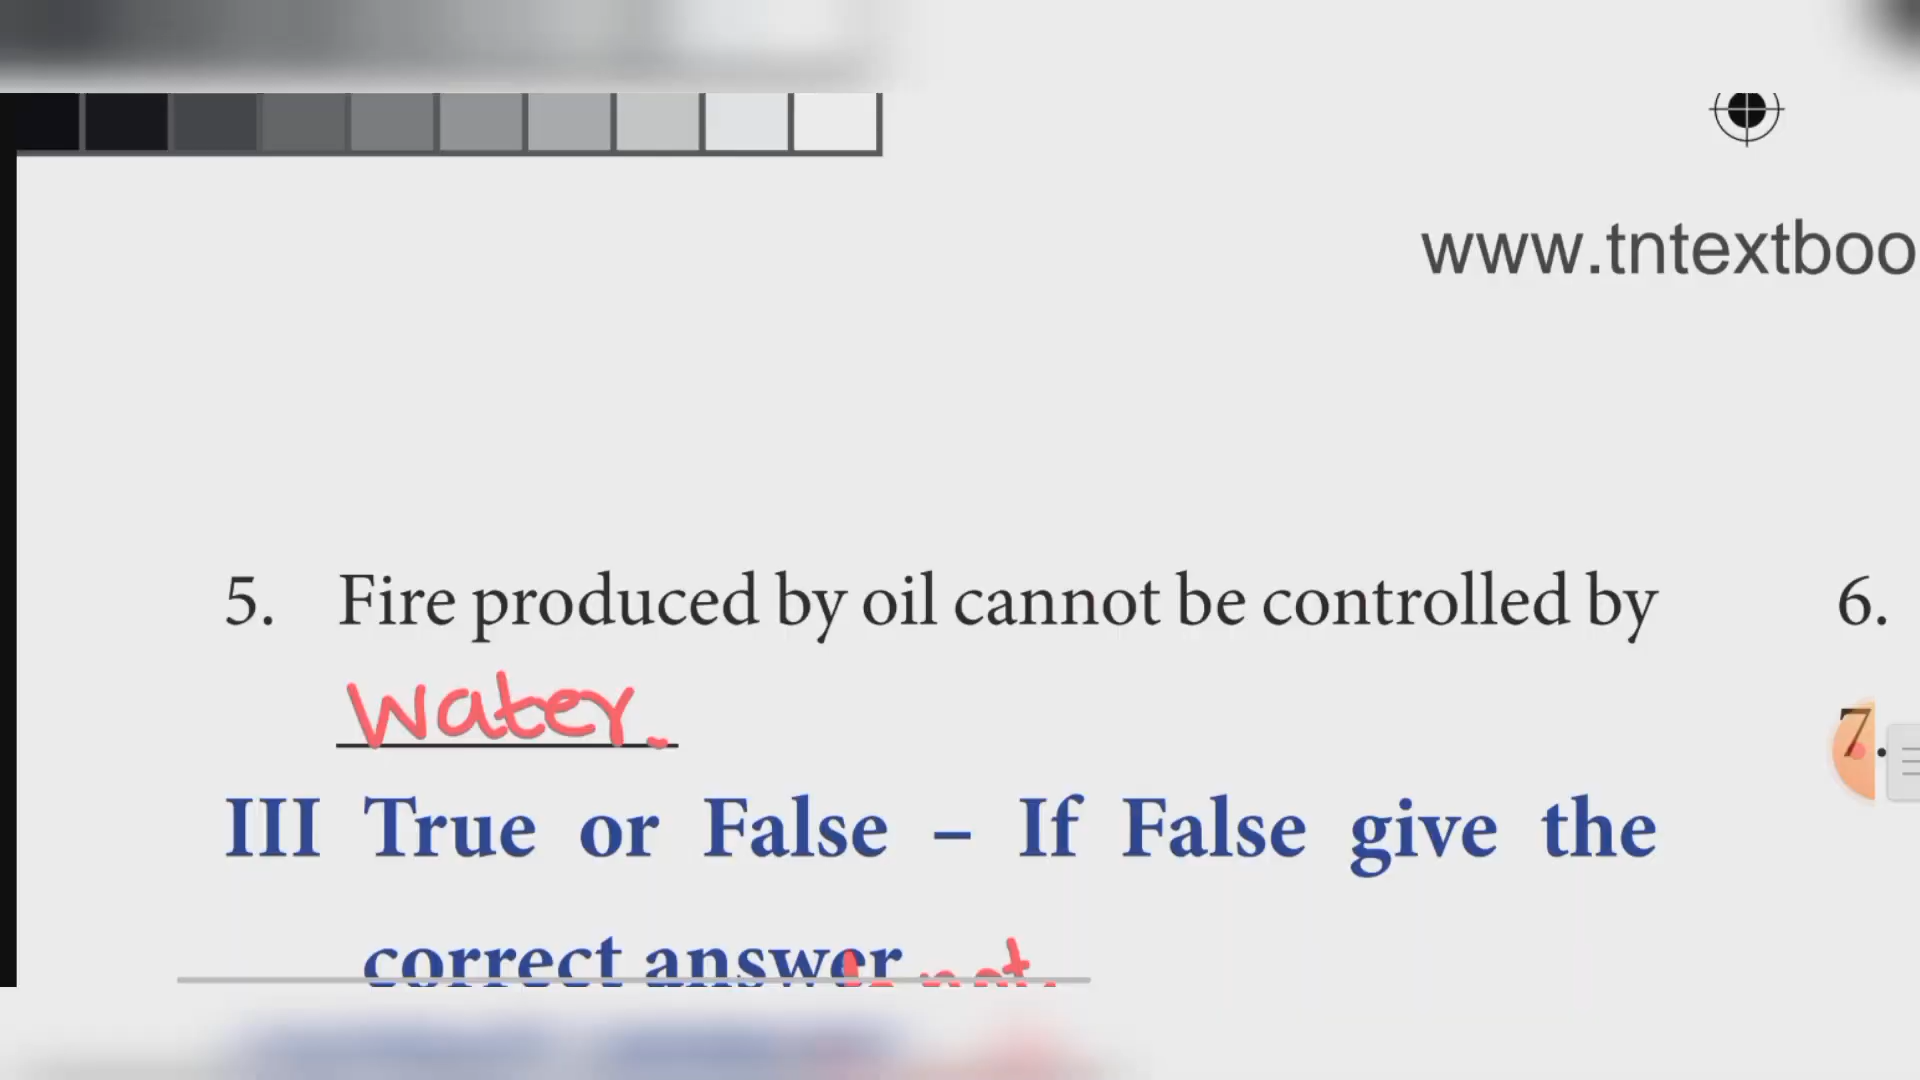 www.tntextboo
5. Fire produced by oil cannot be controlled by
water.
III True or False – If False give the
correct answer
not
6.
7.